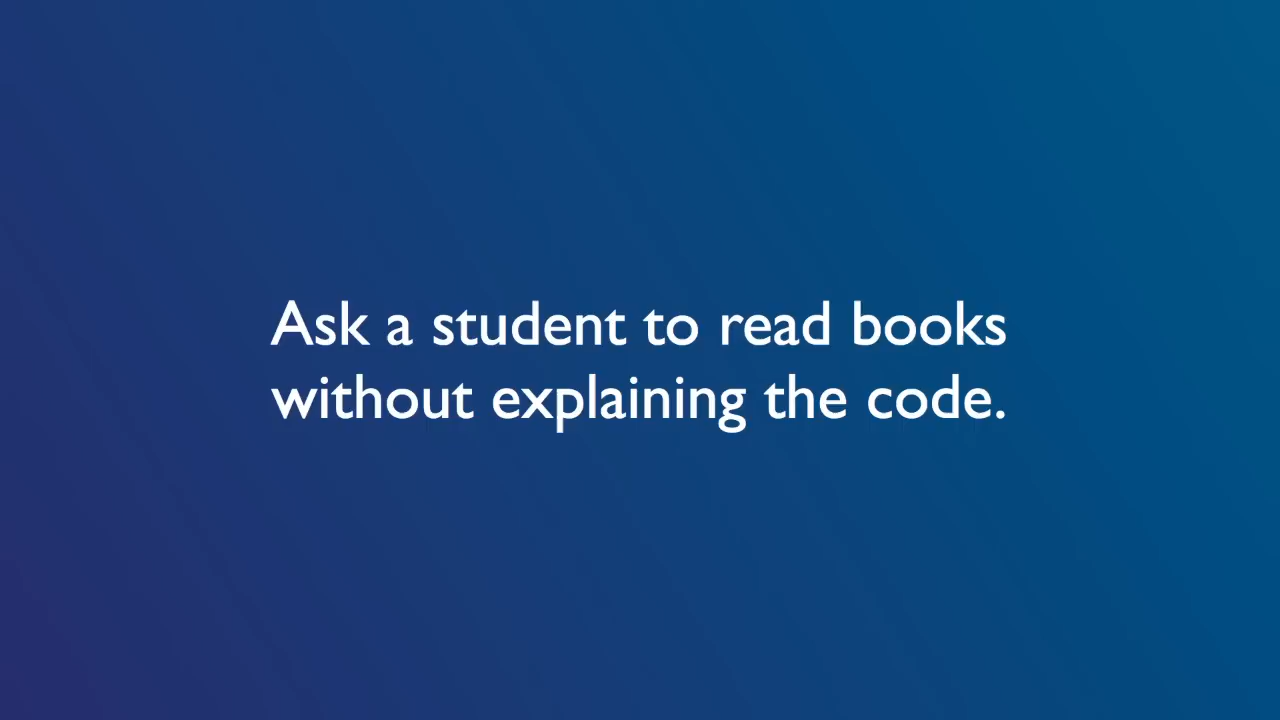 Ask a student to read books
without explaining the code.